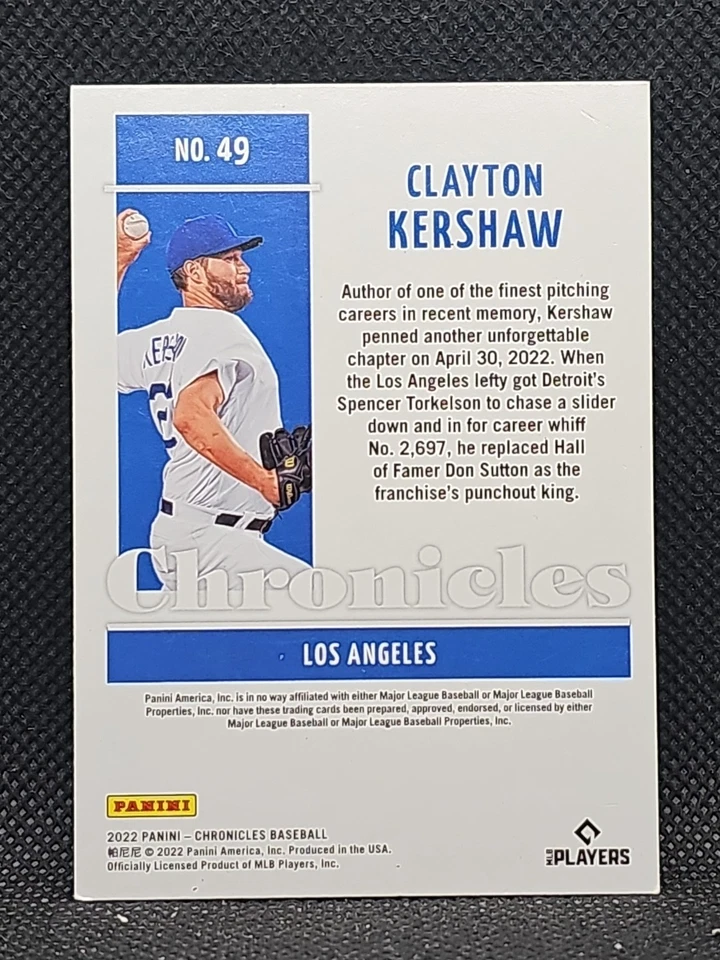 NO. 49
CLAYTON
KERSHAW
Author of one of the finest pitching
careers in recent memory, Kershaw
penned another unforgettable
chapter on April 30, 2022. When
the Los Angeles lefty got Detroit's
Spencer Torkelson to chase a slider
down and in for career whiff
No. 2,697, he replaced Hall
of Famer Don Sutton as the
franchise's punchout king.
Chronicles
LOS ANGELES
Panini America, Inc. is in no way affiliated with either Major League Baseball or Major League Baseball
Properties, Inc. nor have these trading cards been prepared, approved, endorsed, or licensed by either
Major League Baseball or Major League Baseball Properties, Inc.
PANINI
2022 PANINI – CHRONICLES BASEBALL
帕尼尼 © 2022 Panini America, Inc. Produced in the USA.
Officially Licensed Product of MLB Players, Inc.
MLB PLAYERS